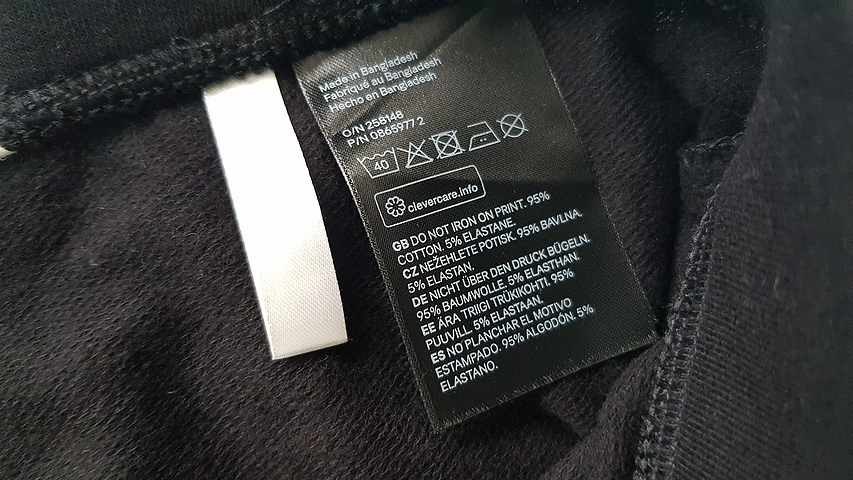 Made in Bangladesh
Fabriqué au Bangladesh
Hecho en Bangladesh
O/N 258148
P/N 0865977 2
40
clevercare.info
GB DO NOT IRON ON PRINT. 95%
COTTON. 5% ELASTANE.
CZ NEŽEHLETE POTISK. 95% BAVLNA.
5% ELASTAN.
DE NICHT ÜBER DEN DRUCK BÜGELN.
95% BAUMWOLLE. 5% ELASTHAN.
EE ÄRA TRIIGI TRÜKIKOHTI. 95%
PUUVILL. 5% ELASTAAN.
ES NO PLANCHAR EL MOTIVO
ESTAMPADO. 95% ALGODÓN. 5%
ELASTANO.